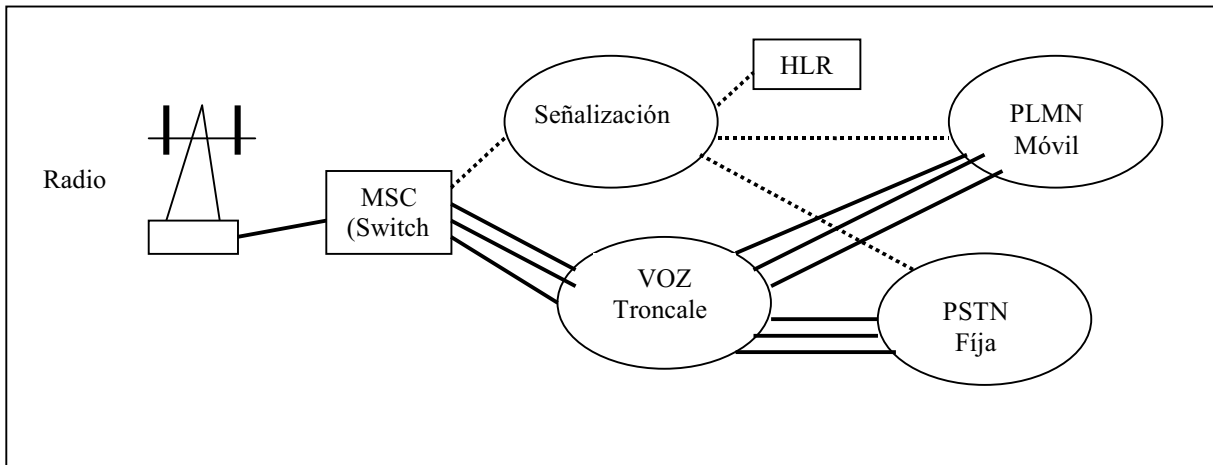 HLR
Señalización
PLMN
Móvil
Radio
MSC
(Switch
VOZ
Troncale
PSTN
Fíja